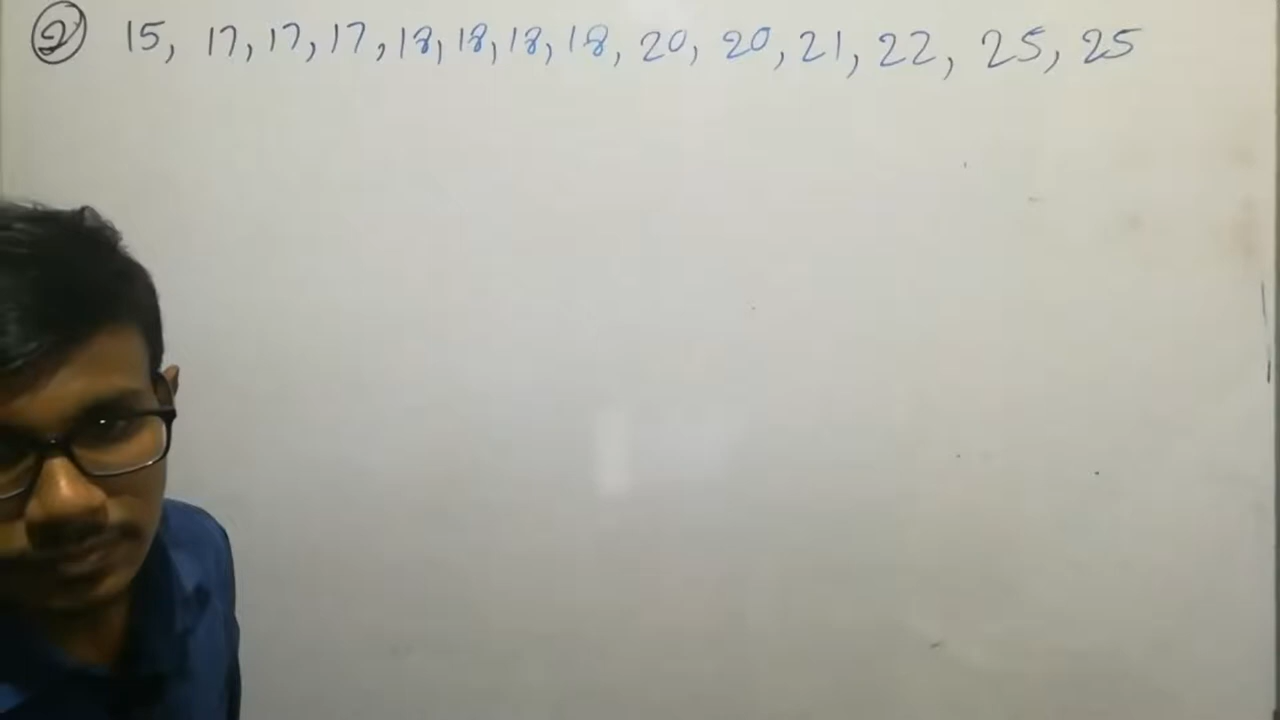 ② 15, 17, 17, 17, 18, 18, 18, 18, 20, 20, 21, 22, 25, 25